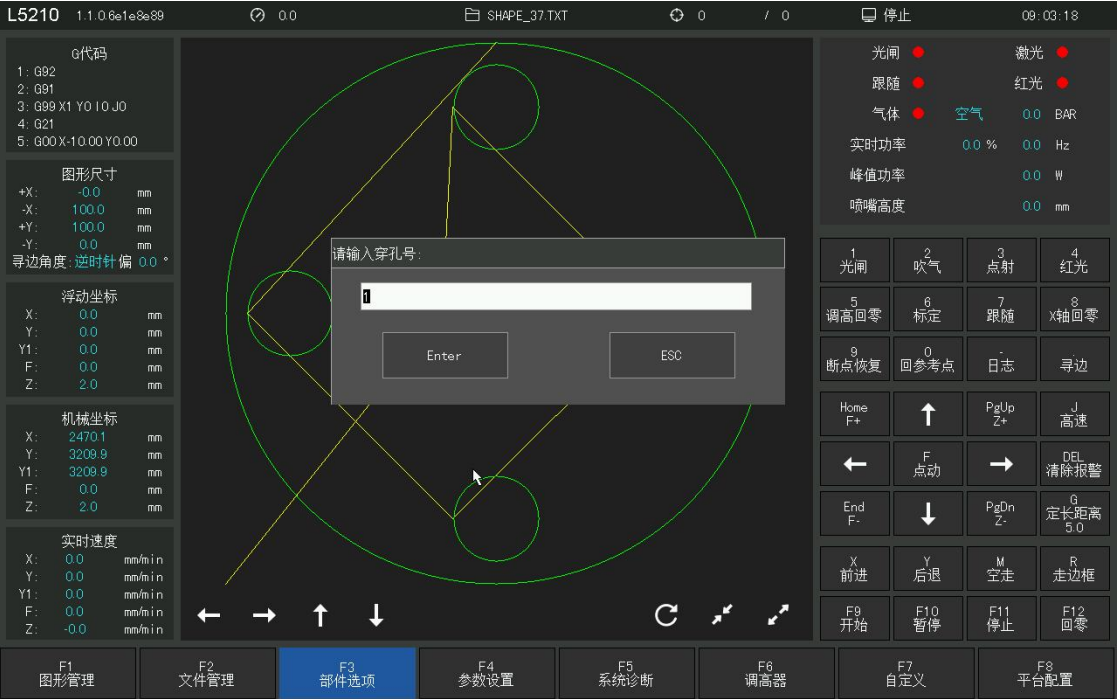 L5210 1.1.0.6e1e8e89 0.0 SHAPE_37.TXT 0 / 0 停止 09:03:18
G代码
1: G92
2: G91
3: G99 X1 Y0 I0 J0
4: G21
5: G00 X-10.00 Y0.00
图形尺寸
+X: -0.0 mm
-X: 100.0 mm
+Y: 100.0 mm
-Y: 0.0 mm
寻边角度:逆时针偏 0.0 °
浮动坐标
X: 0.0 mm
Y: 0.0 mm
Y1: 0.0 mm
F: 0.0 mm
Z: 2.0 mm
机械坐标
X: 2470.1 mm
Y: 3209.9 mm
Y1: 3209.9 mm
F: 0.0 mm
Z: 2.0 mm
实时速度
X: 0.0 mm/min
Y: 0.0 mm/min
Y1: 0.0 mm/min
F: 0.0 mm/min
Z: -0.0 mm/min
请输入穿孔号:
1
Enter ESC
光闸 激光
跟随 红光
气体 空气 0.0 BAR
实时功率 0.0 % 0.0 Hz
峰值功率 0.0 W
喷嘴高度 0.0 mm
1 2 3 4
光闸 吹气 点射 红光
5 6 7 8
调高回零 标定 跟随 X轴回零
9 0 - .
断点恢复 回参考点 日志 寻边
Home PgUp J
F+ Z+ 高速
F DEL
点动 清除报警
End PgDn G
F- Z- 定长距离
5.0
X Y M R
前进 后退 空走 走边框
F9 F10 F11 F12
开始 暂停 停止 回零
F1 F2 F3 F4 F5 F6 F7 F8
图形管理 文件管理 部件选项 参数设置 系统诊断 调高器 自定义 平台配置